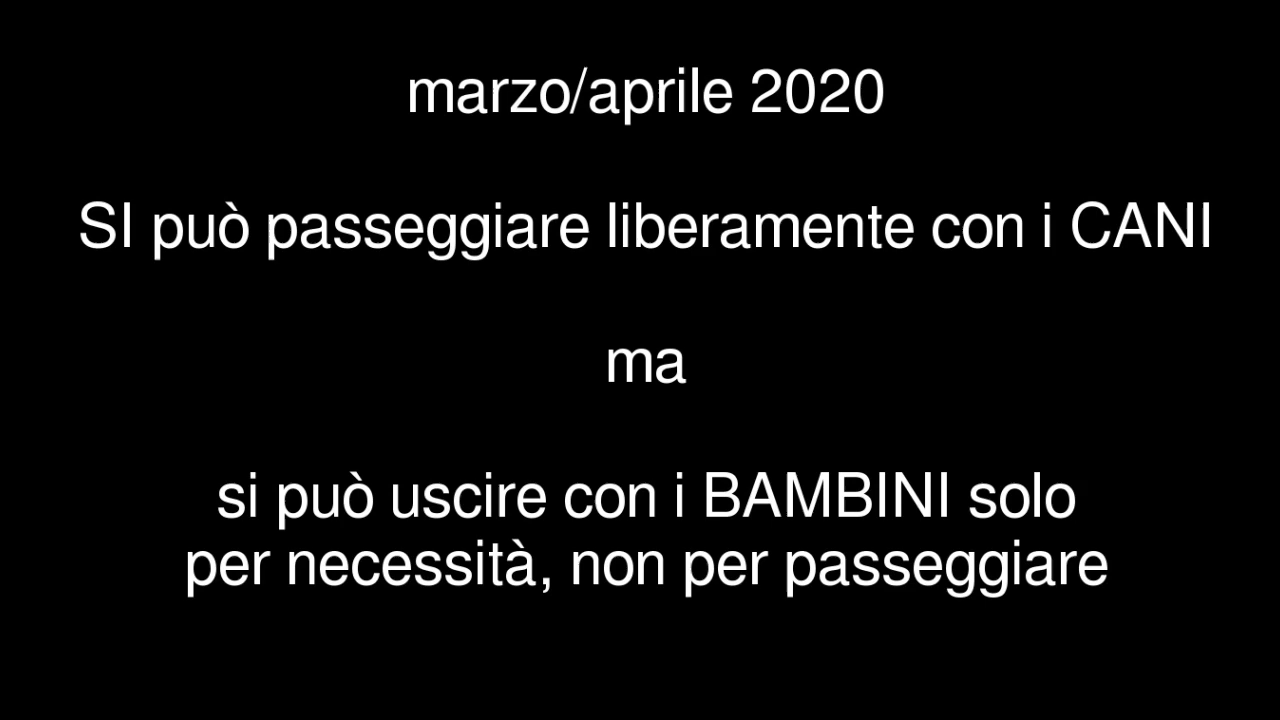 marzo/aprile 2020
SI può passeggiare liberamente con i CANI
ma
si può uscire con i BAMBINI solo
per necessità, non per passeggiare